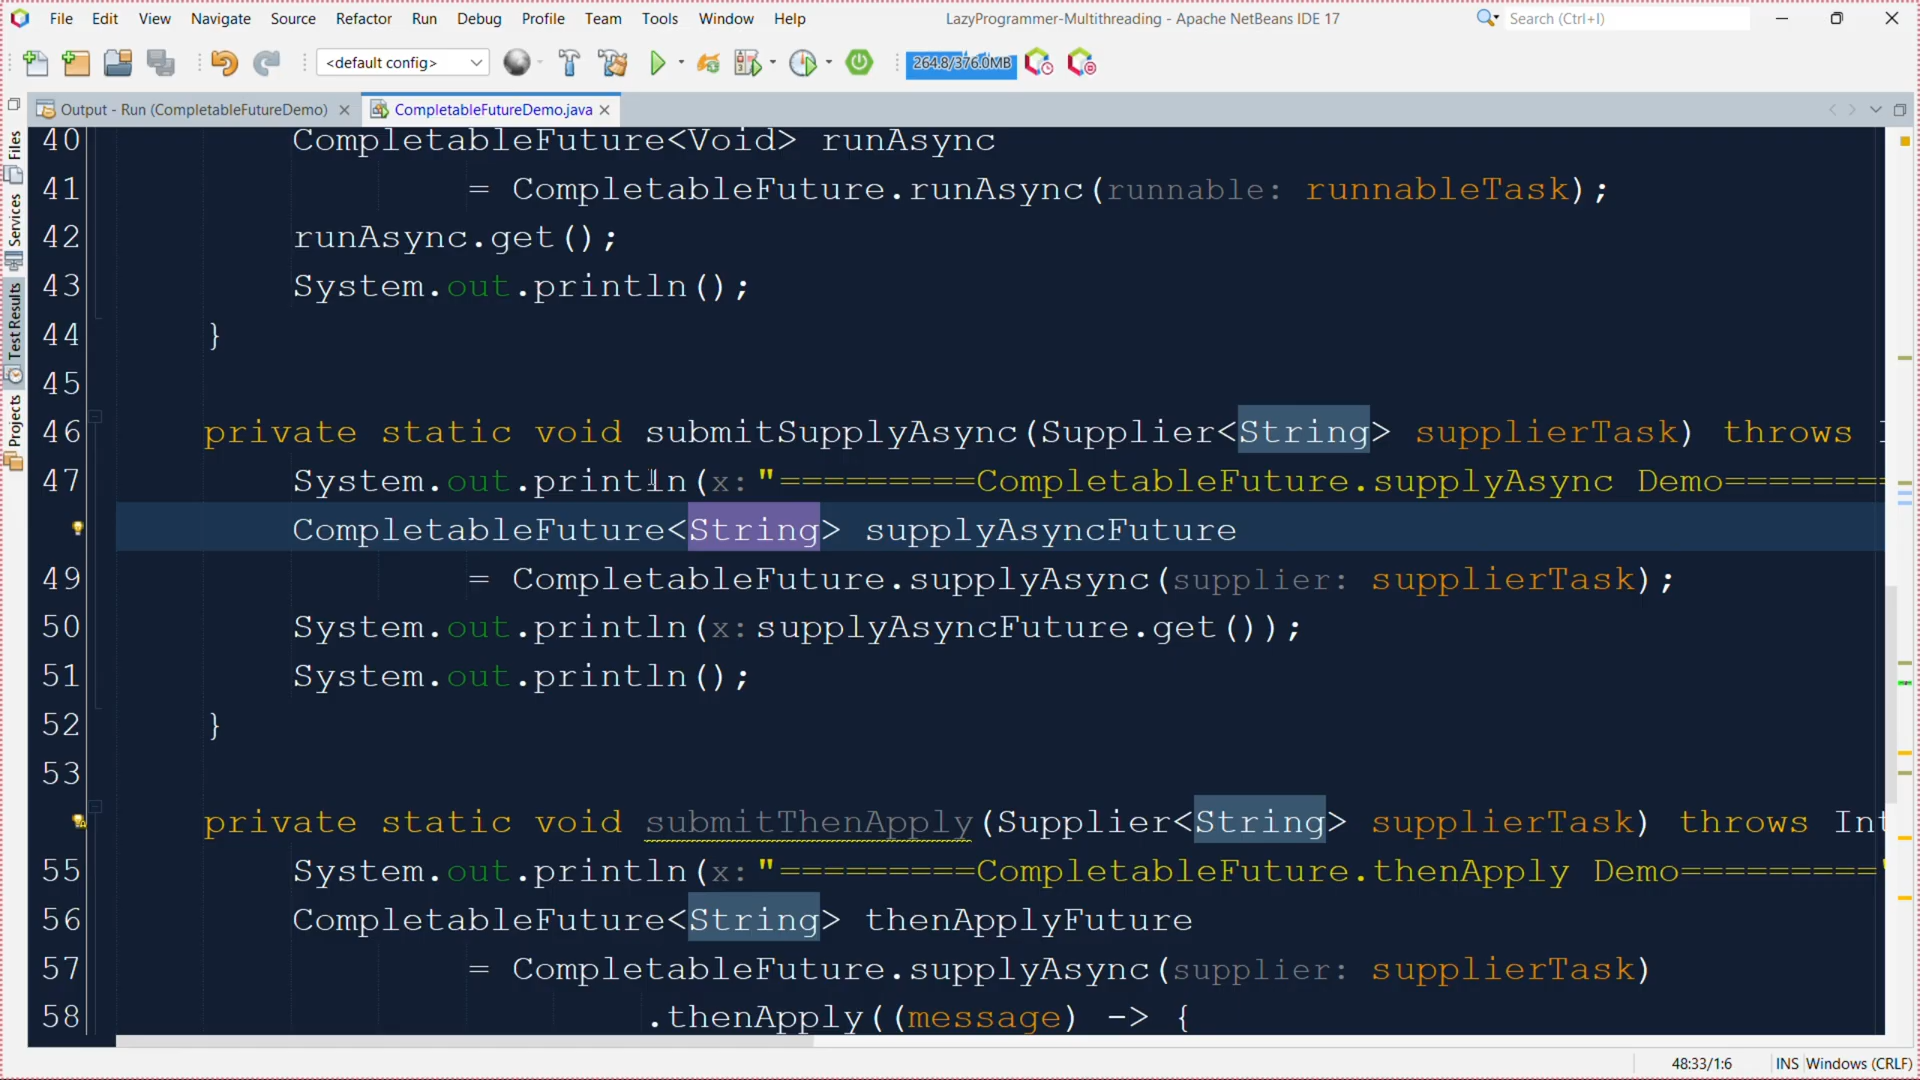 File Edit View Navigate Source Refactor Run Debug Profile Team Tools Window Help
LazyProgrammer-Multithreading - Apache NetBeans IDE 17
Search (Ctrl+I)
<default config>
264.8/376.0MB
Output - Run (CompletableFutureDemo)
CompletableFutureDemo.java
Files
Services
Test Results
Projects
40 CompletableFuture<Void> runAsync
41 = CompletableFuture.runAsync(runnable: runnableTask);
42 runAsync.get();
43 System.out.println();
44 }
45
46 private static void submitSupplyAsync(Supplier<String> supplierTask) throws
47 System.out.println(x: "=========CompletableFuture.supplyAsync Demo========
CompletableFuture<String> supplyAsyncFuture
49 = CompletableFuture.supplyAsync(supplier: supplierTask);
50 System.out.println(x: supplyAsyncFuture.get());
51 System.out.println();
52 }
53
private static void submitThenApply(Supplier<String> supplierTask) throws Int
55 System.out.println(x: "=========CompletableFuture.thenApply Demo========="
56 CompletableFuture<String> thenApplyFuture
57 = CompletableFuture.supplyAsync(supplier: supplierTask)
58 .thenApply((message) -> {
48:33/1:6 INS Windows (CRLF)